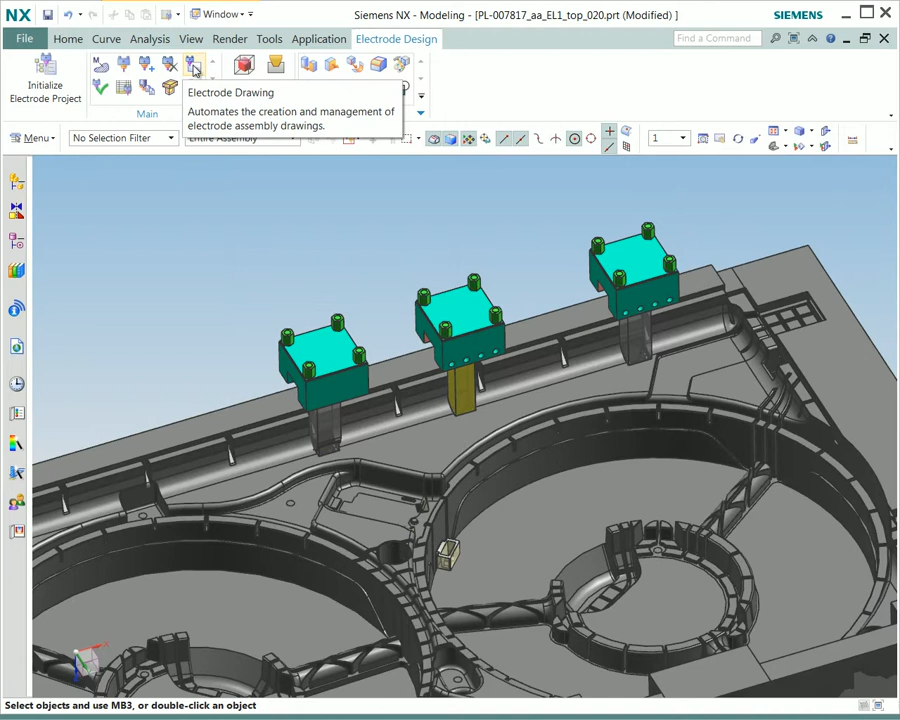 NX Window Siemens NX - Modeling - [PL-007817_aa_EL1_top_020.prt (Modified) ] SIEMENS
File Home Curve Analysis View Render Tools Application Electrode Design Find a Command
Initialize
Electrode Project
Main
Electrode Drawing
Automates the creation and management of
electrode assembly drawings.
Menu No Selection Filter Entire Assembly 1
X
Select objects and use MB3, or double-click an object